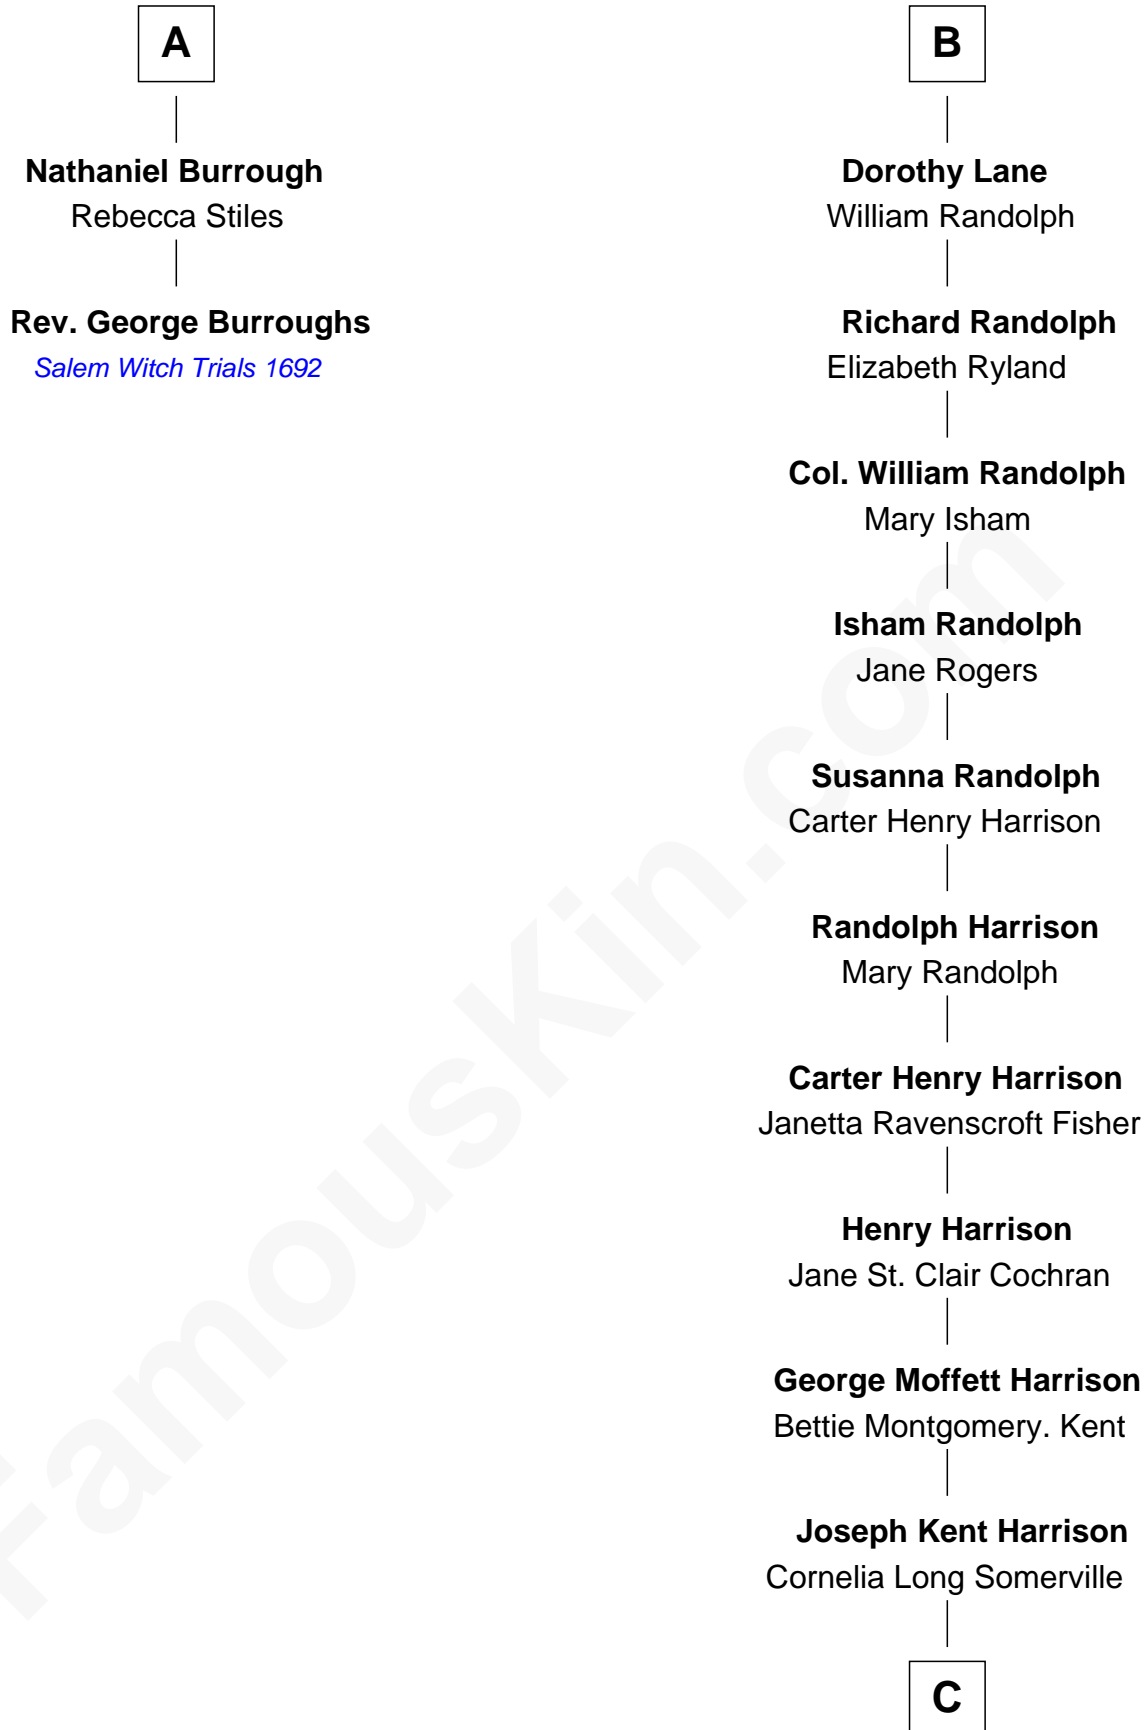 A
Nathaniel Burrough
Rebecca Stiles
Rev. George Burroughs
Salem Witch Trials 1692
B
Dorothy Lane
William Randolph
Richard Randolph
Elizabeth Ryland
Col. William Randolph
Mary Isham
Isham Randolph
Jane Rogers
Susanna Randolph
Carter Henry Harrison
Randolph Harrison
Mary Randolph
Carter Henry Harrison
Janetta Ravenscroft Fisher
Henry Harrison
Jane St. Clair Cochran
George Moffett Harrison
Bettie Montgomery. Kent
Joseph Kent Harrison
Cornelia Long Somerville
C
FamousKin.com